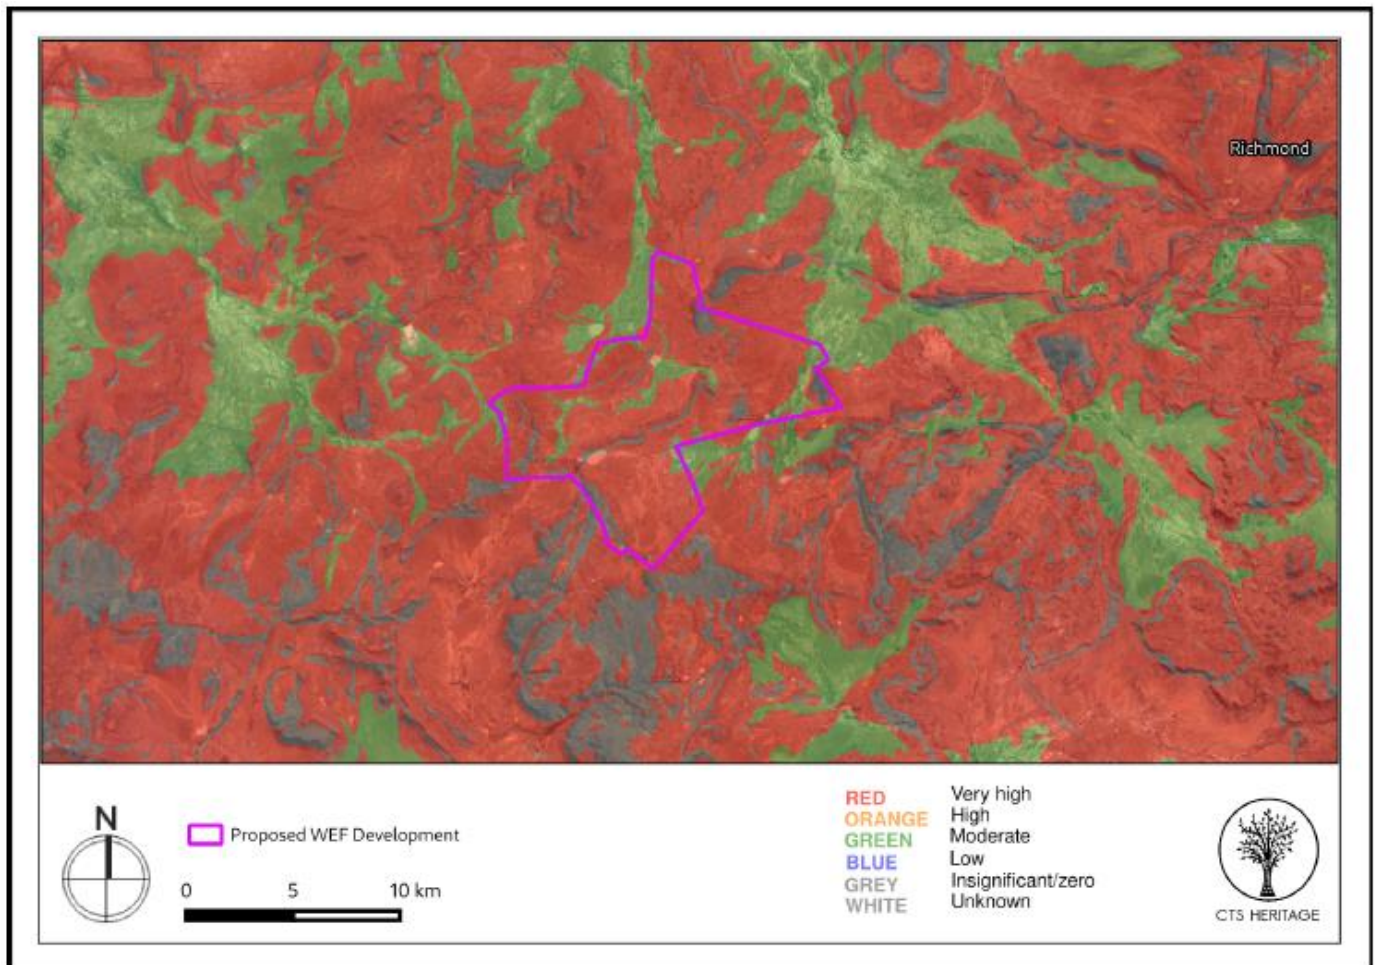 Richmond
N
Proposed WEF Development
0 5 10 km
RED Very high
ORANGE High
GREEN Moderate
BLUE Low
GREY Insignificant/zero
WHITE Unknown
CTS HERITAGE